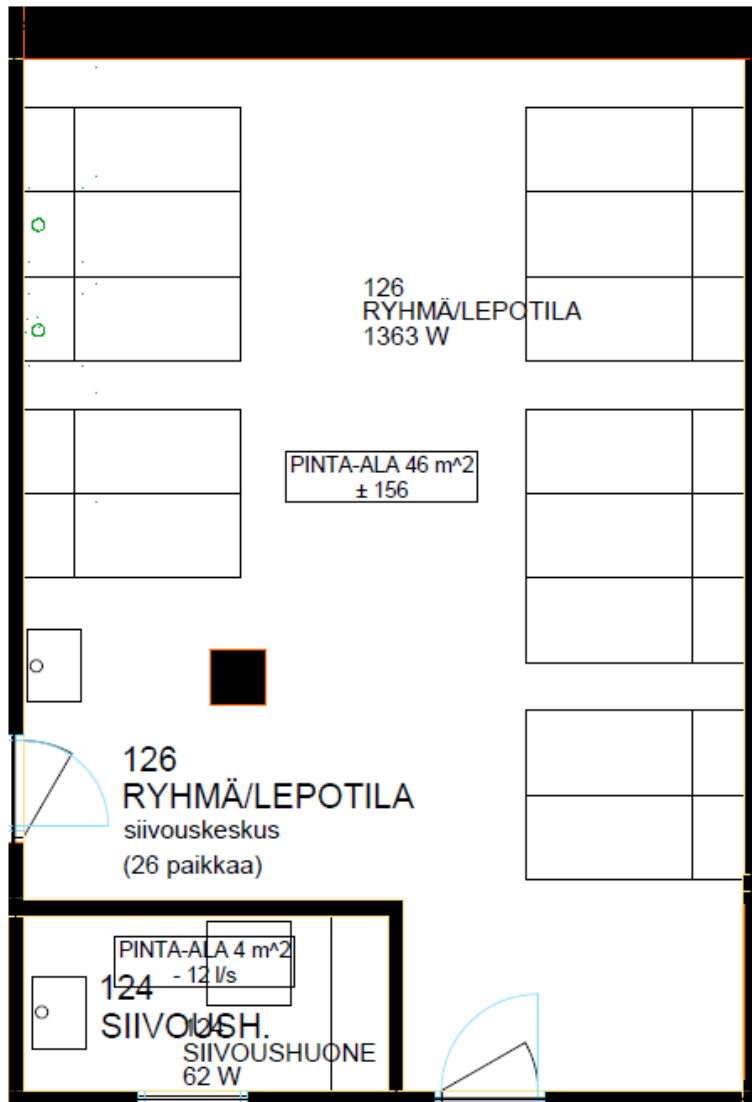 126
RYHMÄ/LEPOTILA
1363 W
PINTA-ALA 46 m^2
± 156
126
RYHMÄ/LEPOTILA
siivouskeskus
(26 paikkaa)
PINTA-ALA 4 m^2
- 12 l/s
124
SIIVOUSH.
124
SIIVOUSHUONE
62 W